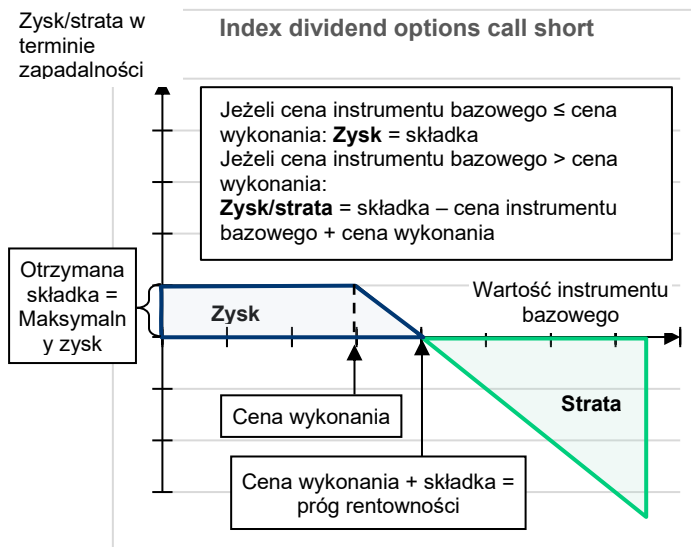 Zysk/strata w
terminie
zapadalności
Index dividend options call short
Jeżeli cena instrumentu bazowego ≤ cena
wykonania: Zysk = składka
Jeżeli cena instrumentu bazowego > cena
wykonania:
Zysk/strata = składka – cena instrumentu
bazowego + cena wykonania
Otrzymana
składka =
Maksymaln
y zysk
Zysk
Wartość instrumentu
bazowego
Cena wykonania
Strata
Cena wykonania + składka =
próg rentowności